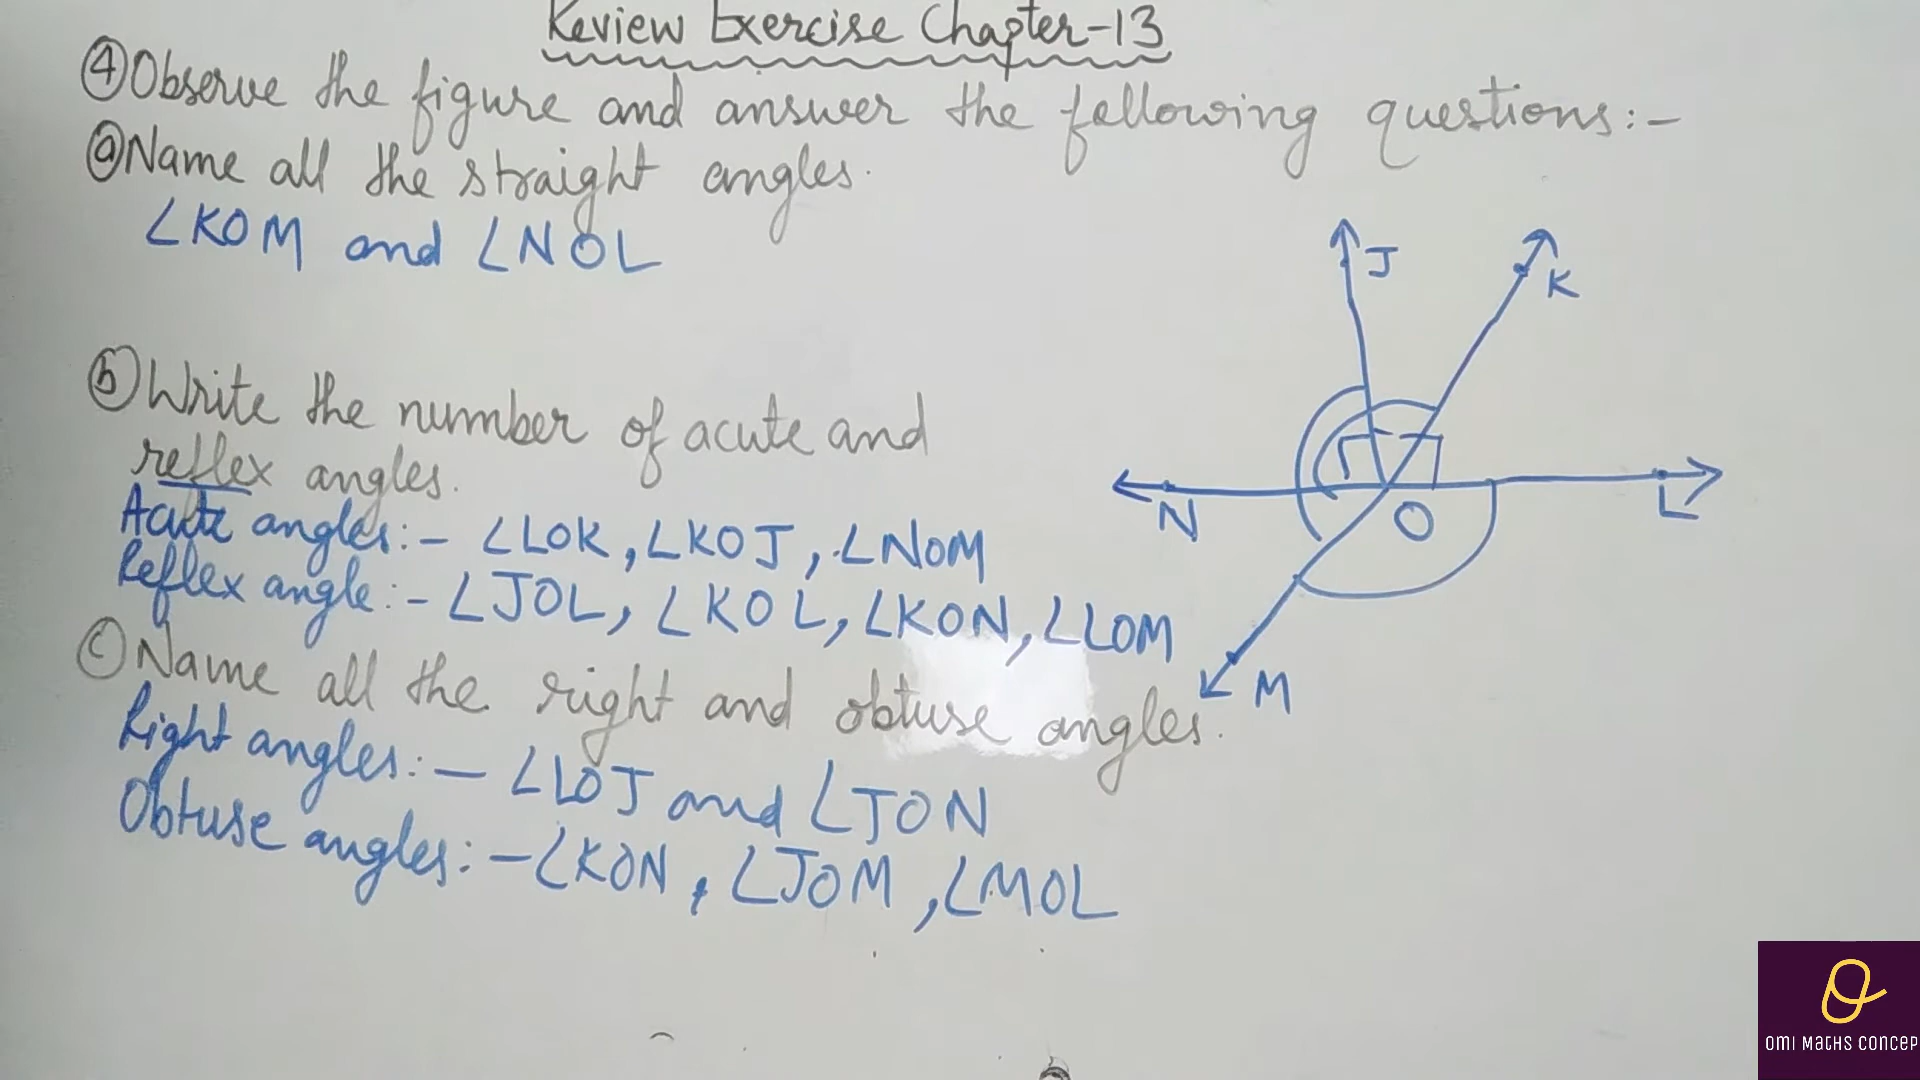 Review Exercise Chapter-13
④ Observe the figure and answer the following questions:-
ⓐ Name all the straight angles.
∠KOM and ∠NOL
ⓑ Write the number of acute and
reflex angles.
Acute angles:- ∠LOK, ∠KOJ, ∠NOM
Reflex angle:- ∠JOL, ∠KOL, ∠KON, ∠LOM
ⓒ Name all the right and obtuse angles.
Right angles:- ∠LOJ and ∠JON
Obtuse angles:- ∠KON, ∠JOM, ∠MOL
J
K
N
O
L
M
OMI MATHS CONCEP